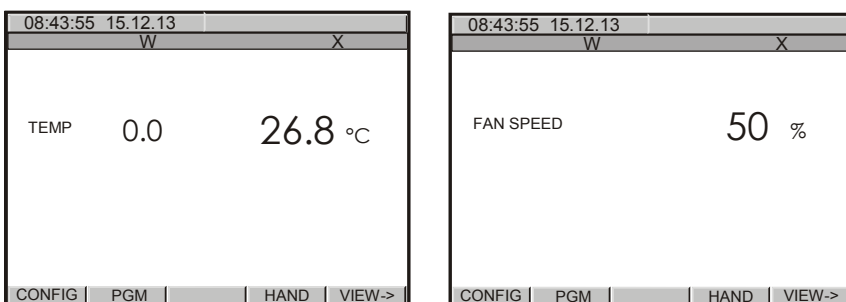 08:43:55 15.12.13
W X
TEMP 0.0 26.8 °C
CONFIG PGM HAND VIEW->
08:43:55 15.12.13
W X
FAN SPEED 50 %
CONFIG PGM HAND VIEW->